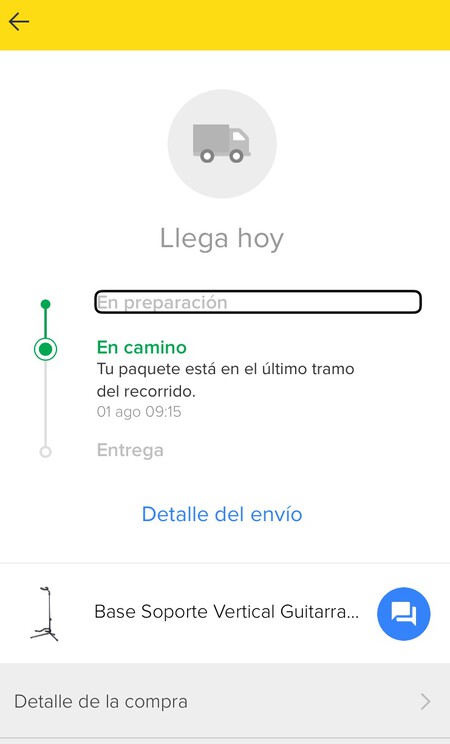 Llega hoy
En preparación
En camino
Tu paquete está en el último tramo
del recorrido.
01 ago 09:15
Entrega
Detalle del envío
Base Soporte Vertical Guitarra...
Detalle de la compra